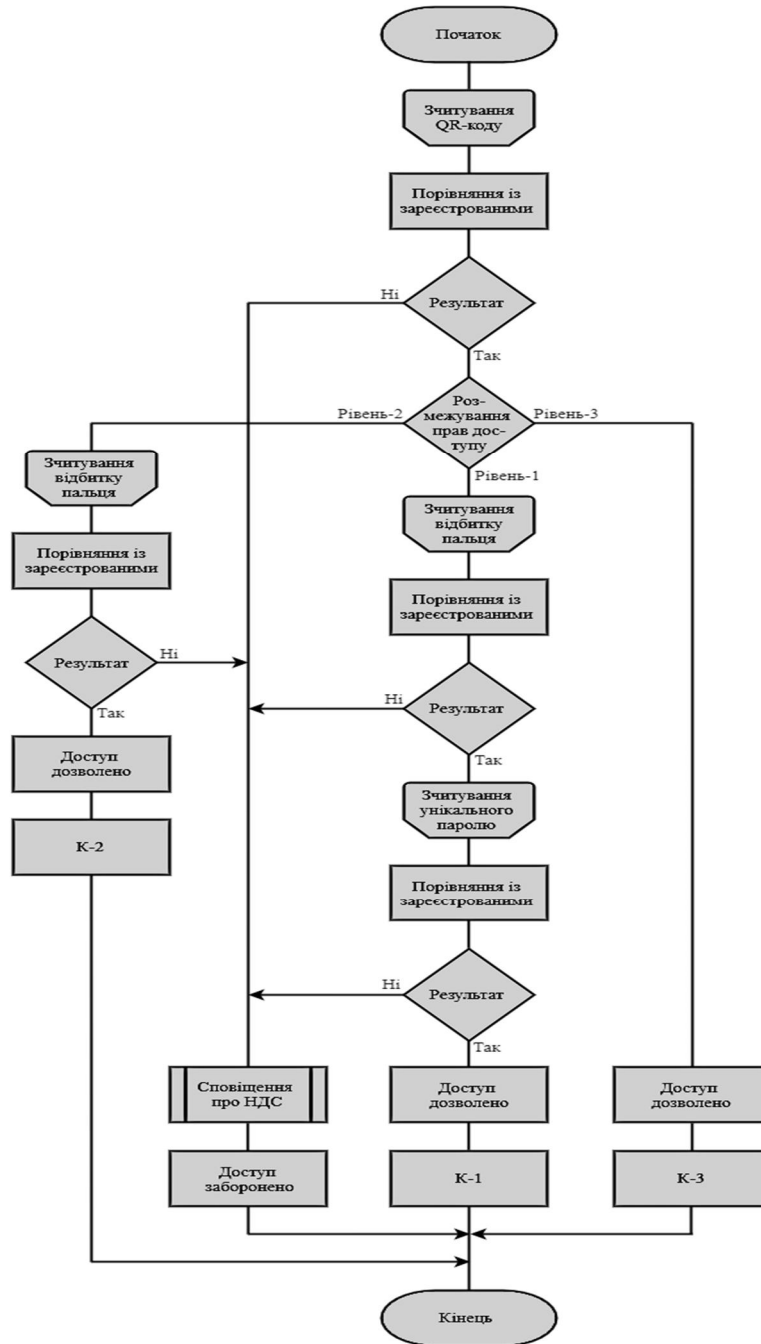 Початок
Зчитування
QR-коду
Порівняння із
зареєстрованими
Ні
Результат
Так
Рівень-2
Роз-
межування
прав дос-
тупу
Рівень-3
Рівень-1
Зчитування
відбитку
пальця
Порівняння із
зареєстрованими
Результат
Ні
Так
Доступ
дозволено
К-2
Зчитування
відбитку
пальця
Порівняння із
зареєстрованими
Ні
Результат
Так
Зчитування
унікального
паролю
Порівняння із
зареєстрованими
Ні
Результат
Так
Сповіщення
про НДС
Доступ
заборонено
Доступ
дозволено
К-1
Доступ
дозволено
К-3
Кінець